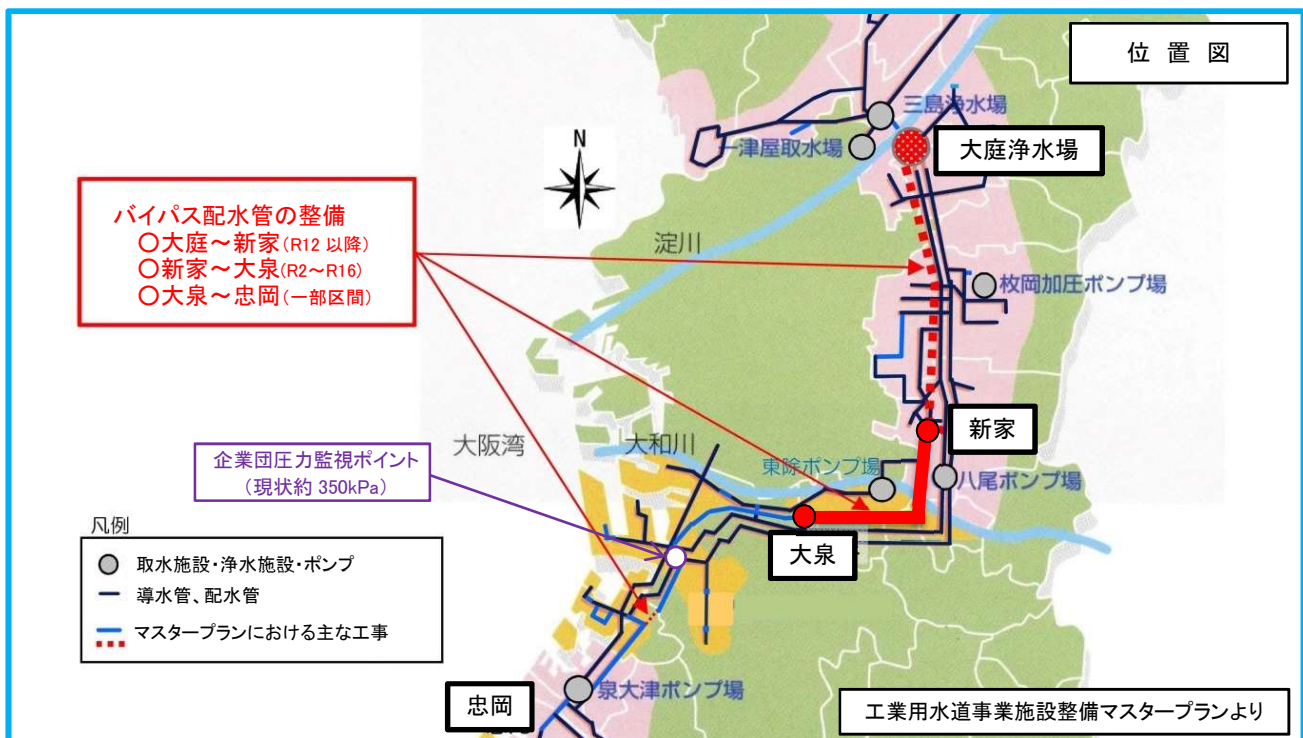 位 置 図
三島浄水場
一津屋取水場
大庭浄水場
N
バイパス配水管の整備
〇大庭～新家(R12 以降)
〇新家～大泉(R2～R16)
〇大泉～忠岡(一部区間)
淀川
枚岡加圧ポンプ場
新家
大阪湾
大和川
企業団圧力監視ポイント
(現状約 350kPa)
東除ポンプ場
八尾ポンプ場
大泉
凡例
取水施設・浄水施設・ポンプ
導水管、配水管
マスタープランにおける主な工事
泉大津ポンプ場
忠岡
工業用水道事業施設整備マスタープランより